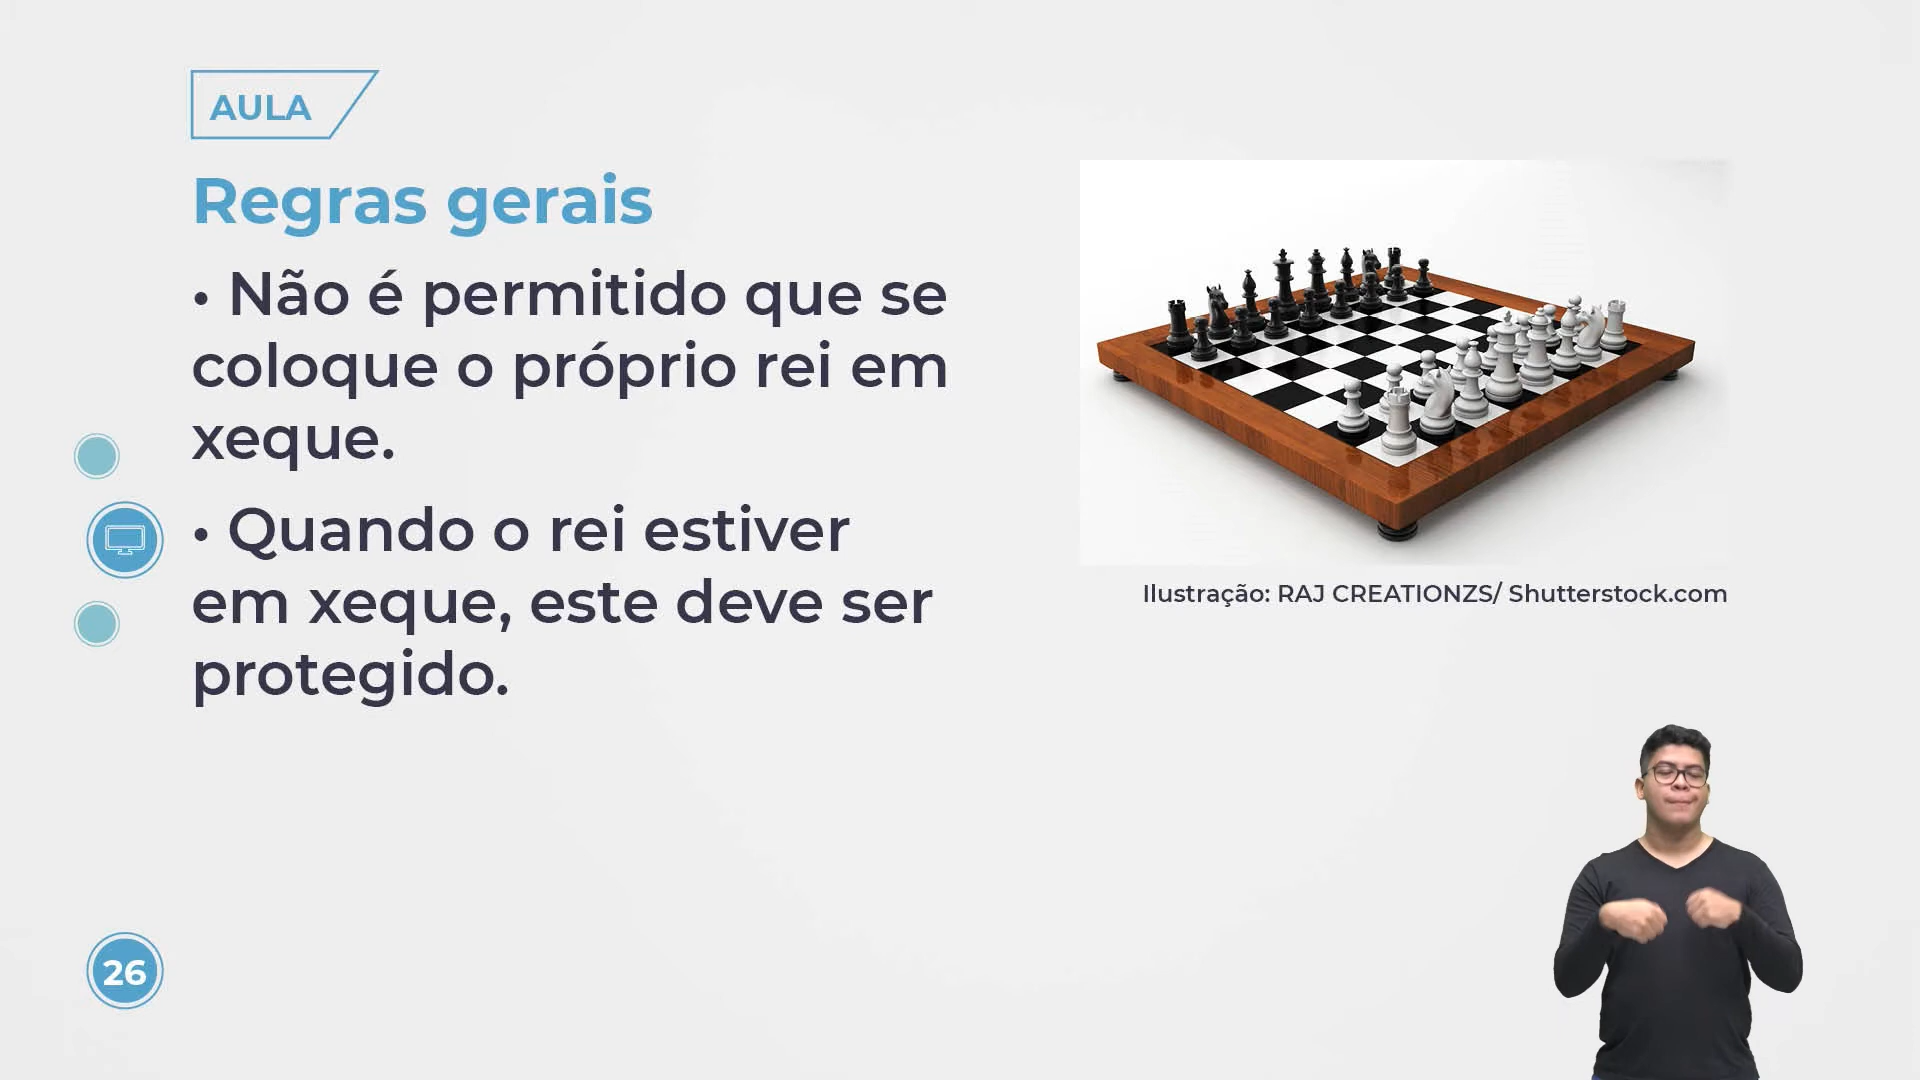 AULA
Regras gerais
• Não é permitido que se
coloque o próprio rei em
xeque.
• Quando o rei estiver
em xeque, este deve ser
protegido.
Ilustração: RAJ CREATIONZS/ Shutterstock.com
26